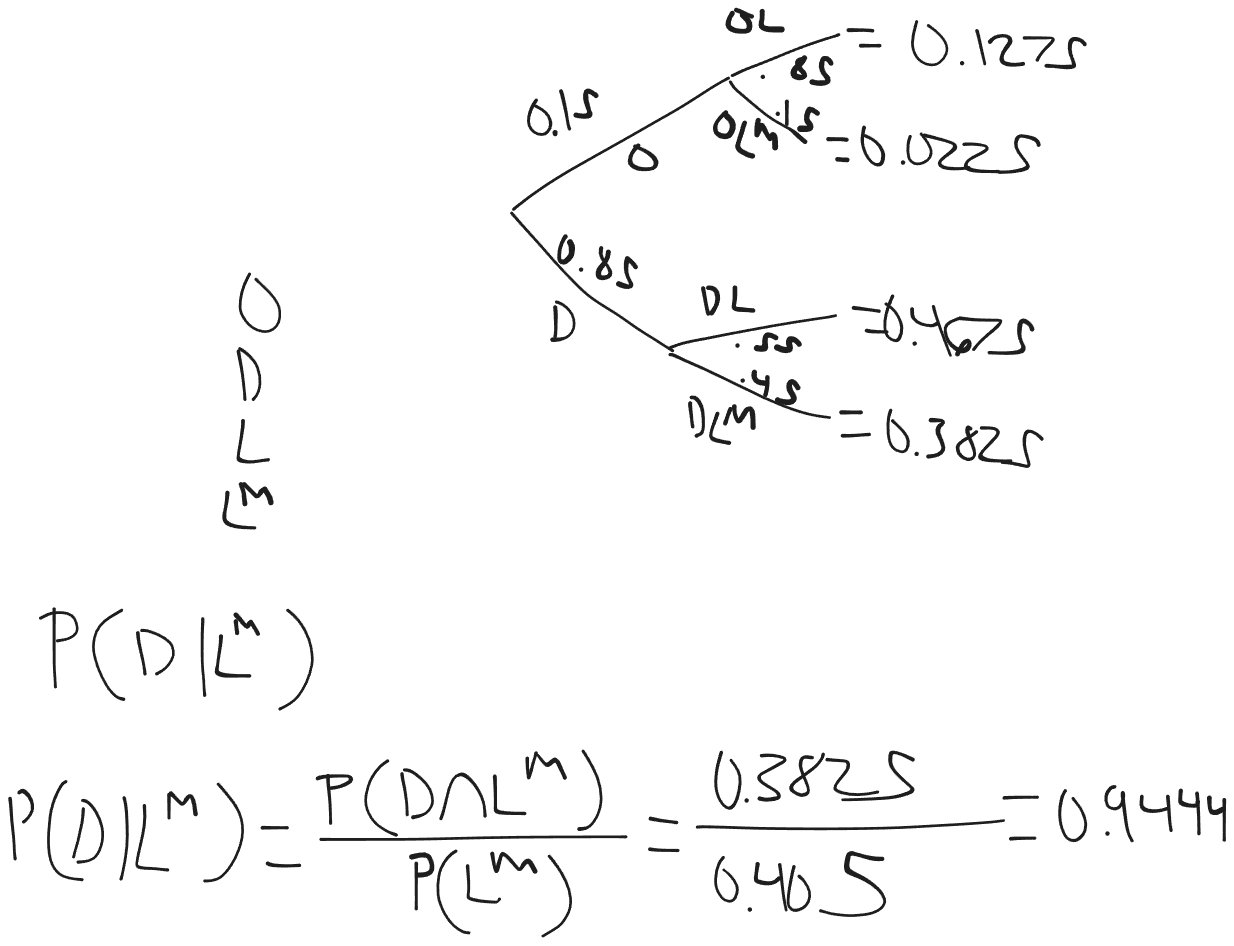 OL = 0.1275
.85
0.15
O
OL^M .15 = 0.0225
0.85
D
DL = 0.4675
.55
.45
DL^M = 0.3825
O
D
L
L^M
P(D|L^M)
P(D|L^M) = P(D∩L^M) / P(L^M) = 0.3825 / 0.405 = 0.9444